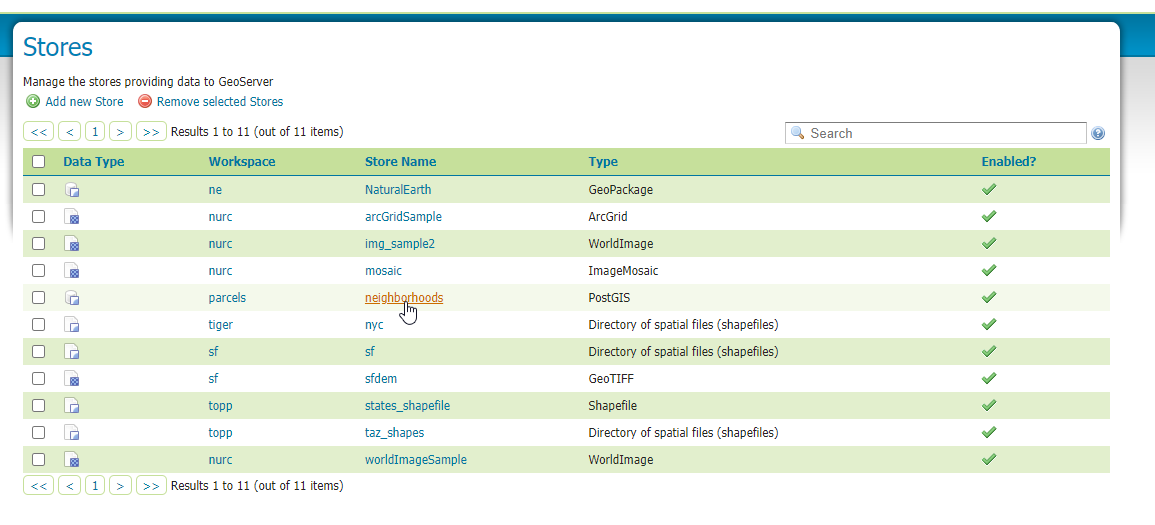 Stores
Manage the stores providing data to GeoServer
Add new Store Remove selected Stores
<< < 1 > >> Results 1 to 11 (out of 11 items) Search
Data Type Workspace Store Name Type Enabled?
ne NaturalEarth GeoPackage
nurc arcGridSample ArcGrid
nurc img_sample2 WorldImage
nurc mosaic ImageMosaic
parcels neighborhoods PostGIS
tiger nyc Directory of spatial files (shapefiles)
sf sf Directory of spatial files (shapefiles)
sf sfdem GeoTIFF
topp states_shapefile Shapefile
topp taz_shapes Directory of spatial files (shapefiles)
nurc worldImageSample WorldImage
<< < 1 > >> Results 1 to 11 (out of 11 items)